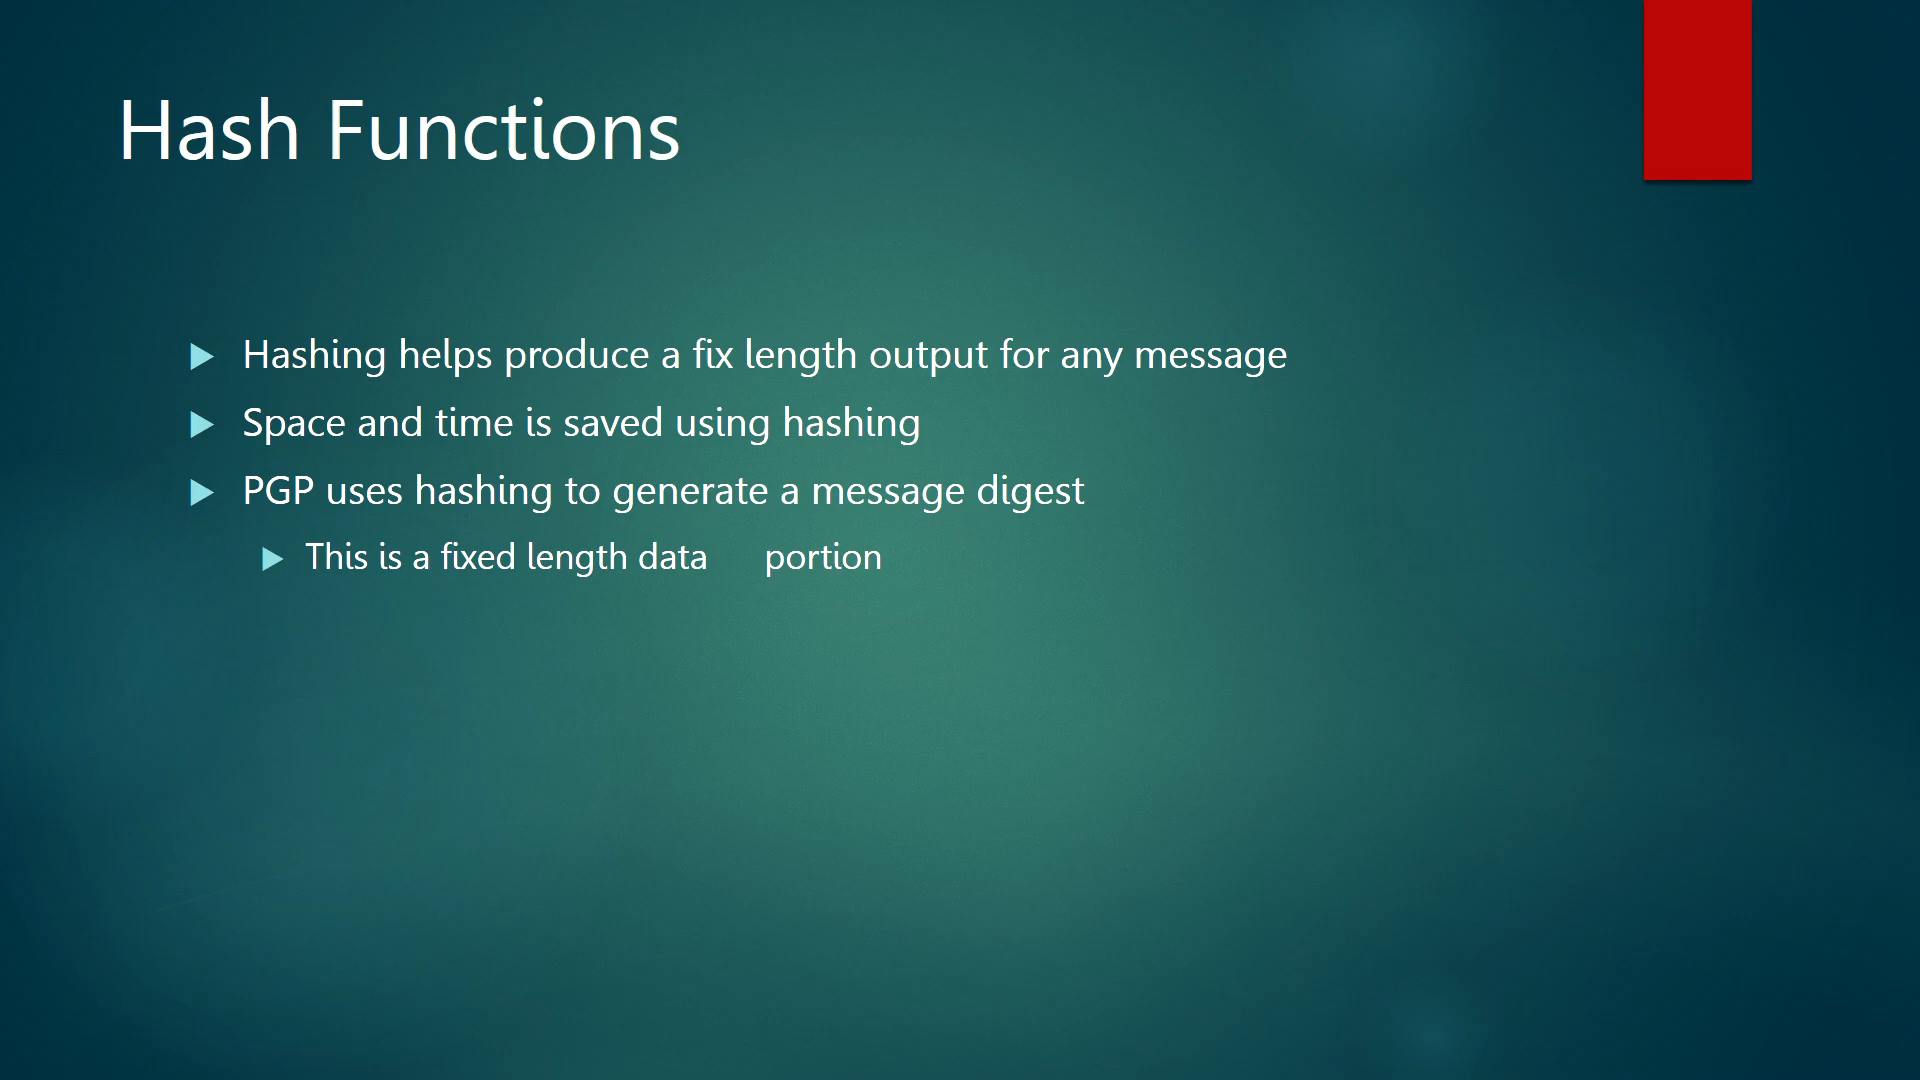 Hash Functions
Hashing helps produce a fix length output for any message
Space and time is saved using hashing
PGP uses hashing to generate a message digest
This is a fixed length data portion